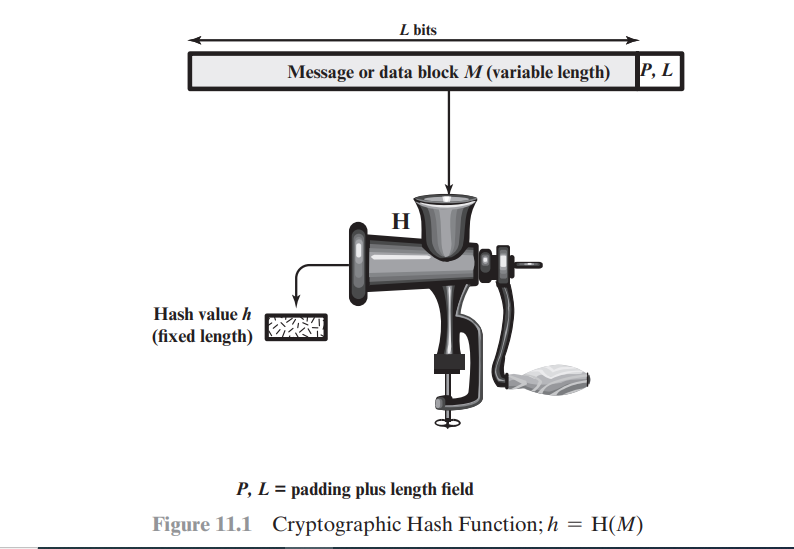 L bits
Message or data block M (variable length) P, L
H
Hash value h
(fixed length)
P, L = padding plus length field
Figure 11.1 Cryptographic Hash Function; h = H(M)